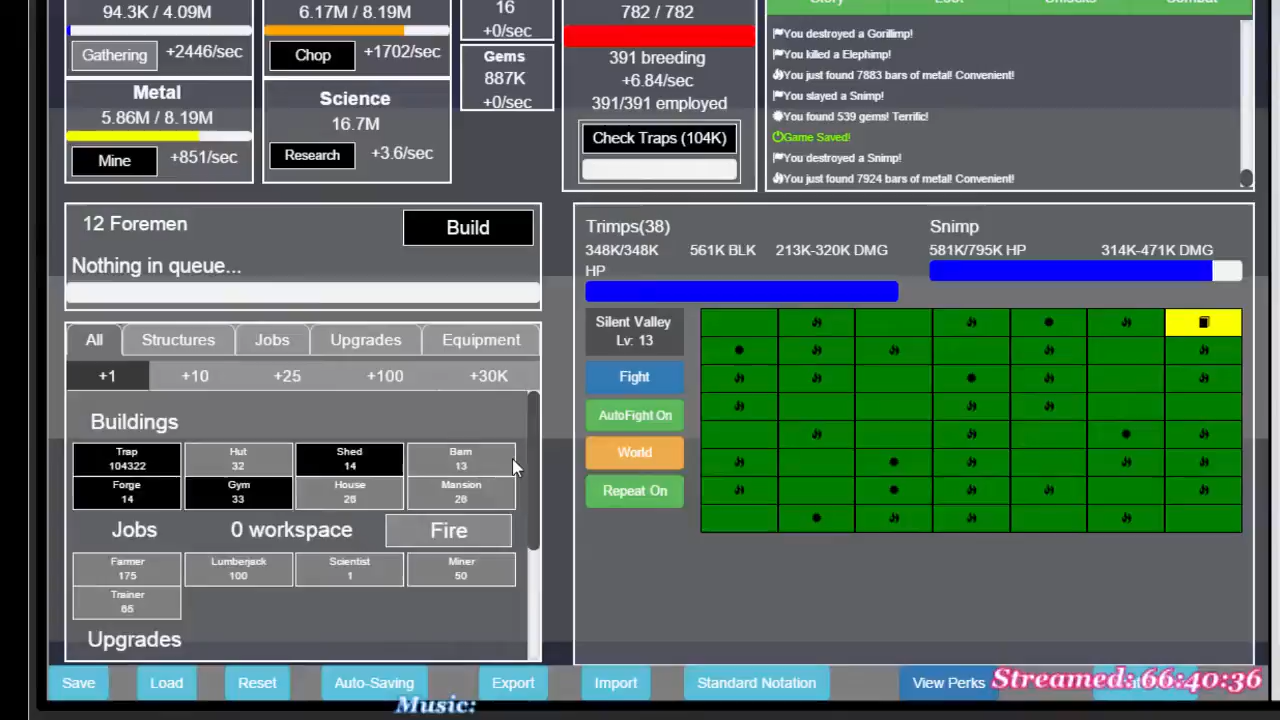 94.3K / 4.09M
Gathering +2446/sec
6.17M / 8.19M
Chop +1702/sec
16
+0/sec
Gems
887K
+0/sec
Metal
5.86M / 8.19M
Mine +851/sec
Science
16.7M
Research +3.6/sec
782 / 782
391 breeding
+6.84/sec
391/391 employed
Check Traps (104K)
You destroyed a Gorillimp!
You killed a Elephimp!
You just found 7883 bars of metal! Convenient!
You slayed a Snimp!
You found 539 gems! Terrific!
Game Saved!
You destroyed a Snimp!
You just found 7924 bars of metal! Convenient!
12 Foremen Build
Nothing in queue...
All Structures Jobs Upgrades Equipment
+1 +10 +25 +100 +30K
Buildings
Trap
104322
Hut
32
Shed
14
Barn
13
Forge
14
Gym
33
House
28
Mansion
28
Jobs 0 workspace Fire
Farmer
175
Lumberjack
100
Scientist
1
Miner
50
Trainer
65
Upgrades
Trimps(38)
348K/348K HP 561K BLK 213K-320K DMG
Snimp
581K/795K HP 314K-471K DMG
Silent Valley
Lv: 13
Fight
AutoFight On
World
Repeat On
Save Load Reset Auto-Saving Export Import Standard Notation View Perks
Streamed: 66:40:36
Music: